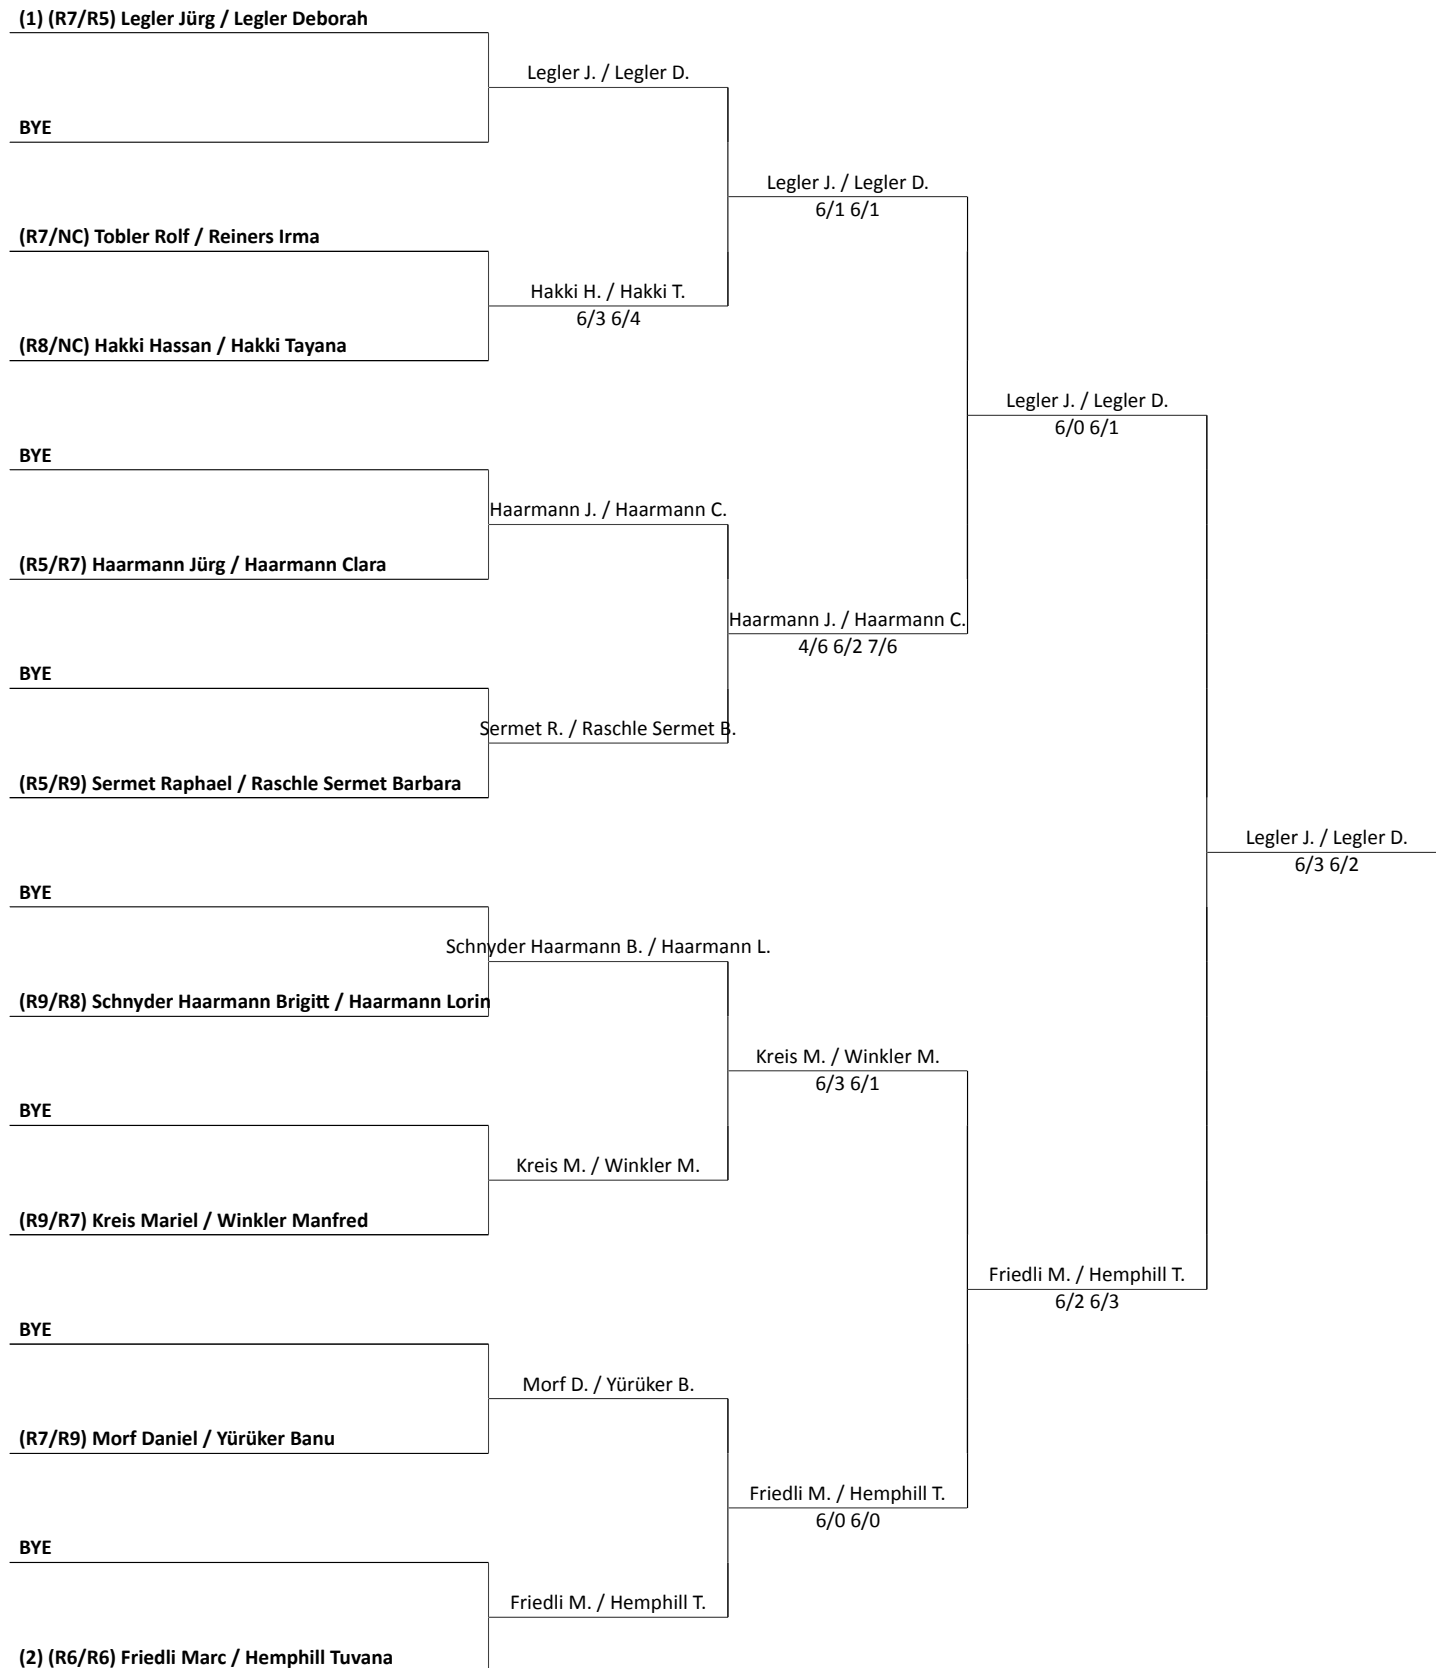 (1) (R7/R5) Legler Jürg / Legler Deborah
Legler J. / Legler D.
BYE
Legler J. / Legler D.
6/1 6/1
(R7/NC) Tobler Rolf / Reiners Irma
Hakki H. / Hakki T.
6/3 6/4
(R8/NC) Hakki Hassan / Hakki Tayana
Legler J. / Legler D.
6/0 6/1
BYE
Haarmann J. / Haarmann C.
(R5/R7) Haarmann Jürg / Haarmann Clara
Haarmann J. / Haarmann C.
4/6 6/2 7/6
BYE
Sermet R. / Raschle Sermet B.
(R5/R9) Sermet Raphael / Raschle Sermet Barbara
Legler J. / Legler D.
6/3 6/2
BYE
Schnyder Haarmann B. / Haarmann L.
(R9/R8) Schnyder Haarmann Brigitt / Haarmann Lorin
Kreis M. / Winkler M.
6/3 6/1
BYE
Kreis M. / Winkler M.
(R9/R7) Kreis Mariel / Winkler Manfred
Friedli M. / Hemphill T.
6/2 6/3
BYE
Morf D. / Yürüker B.
(R7/R9) Morf Daniel / Yürüker Banu
Friedli M. / Hemphill T.
6/0 6/0
BYE
Friedli M. / Hemphill T.
(2) (R6/R6) Friedli Marc / Hemphill Tuvana